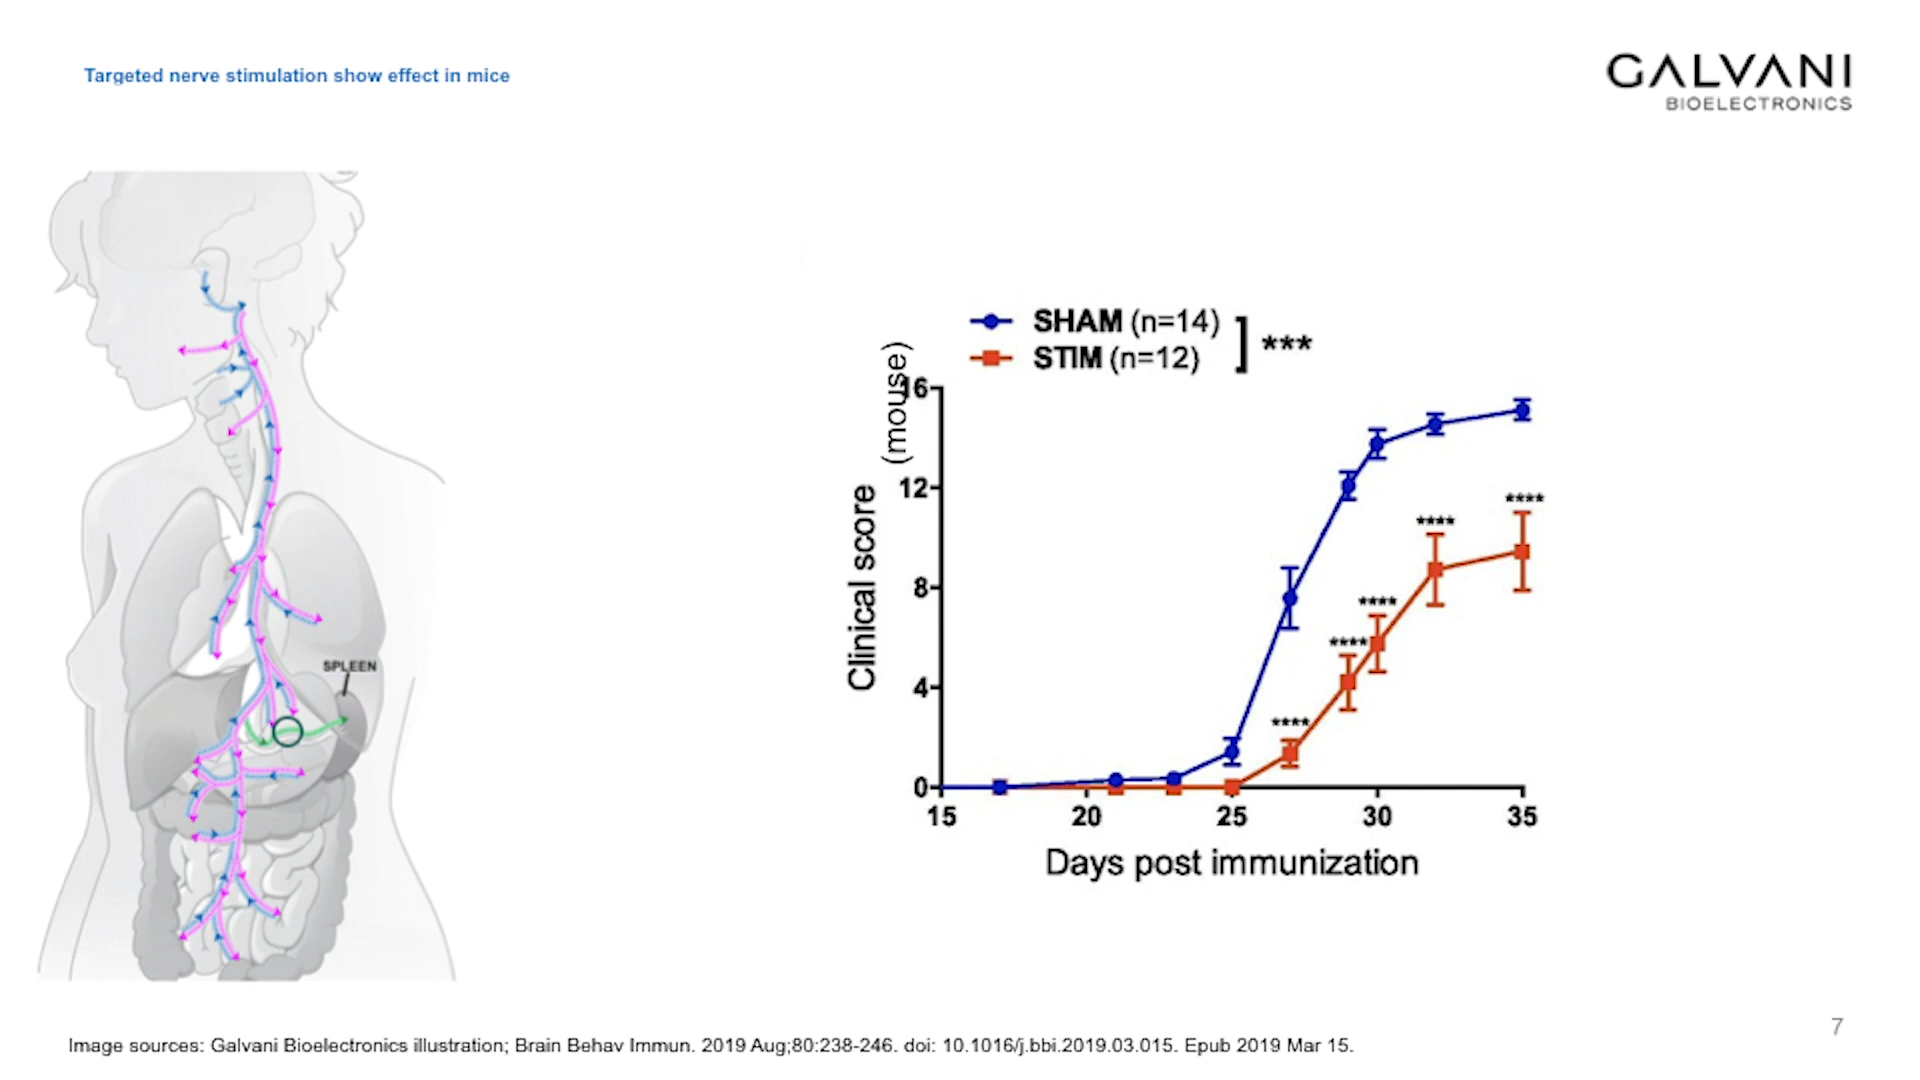 Targeted nerve stimulation show effect in mice
GALVANI
BIOELECTRONICS
SPLEEN
SHAM (n=14)
STIM (n=12)
] ***
Clinical score
(mouse)
16
12
8
4
0
****
****
****
****
****
15 20 25 30 35
Days post immunization
Image sources: Galvani Bioelectronics illustration; Brain Behav Immun. 2019 Aug;80:238-246. doi: 10.1016/j.bbi.2019.03.015. Epub 2019 Mar 15.
7